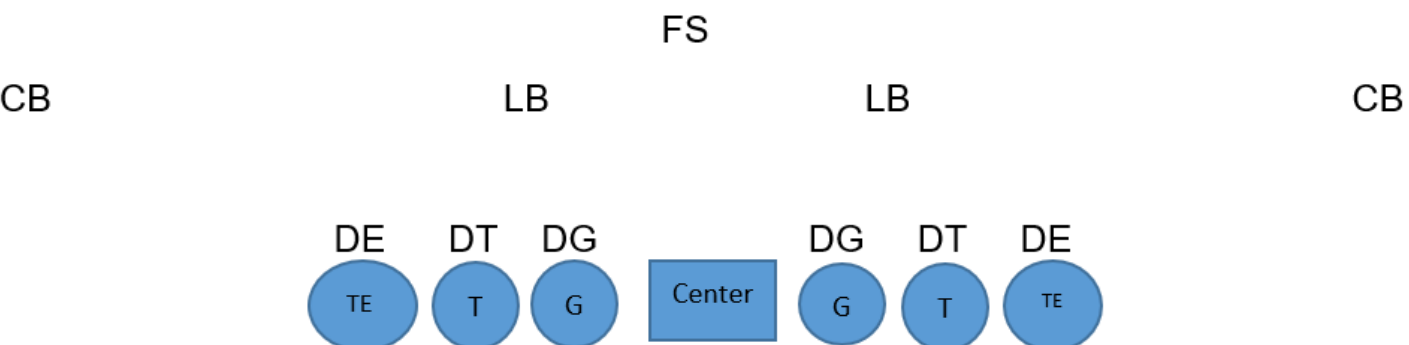 FS
CB LB LB CB
DE DT DG DG DT DE
TE T G Center G T TE